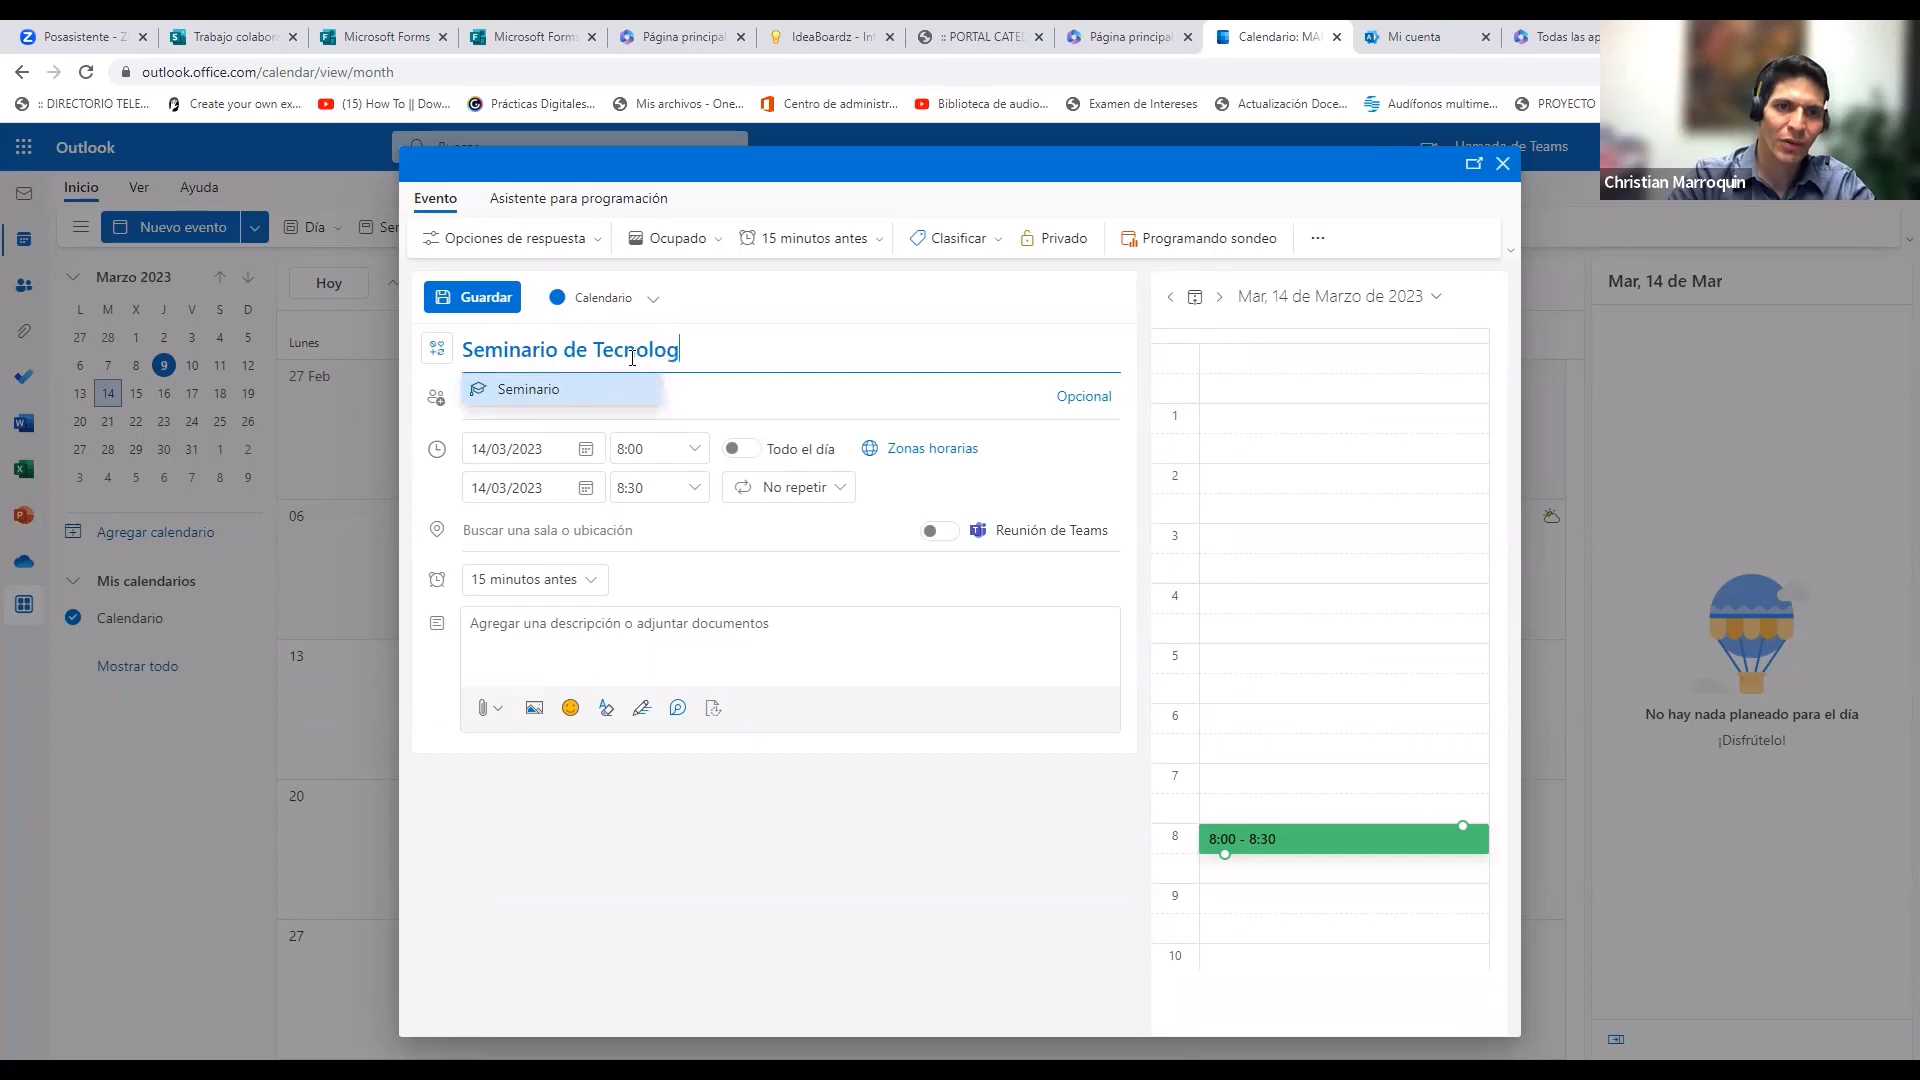 Posasistente - Z
Trabajo colabor
Microsoft Forms
Microsoft Form
Página principal
IdeaBoardz - In
:: PORTAL CATED
Página principal
Calendario: MA
Mi cuenta
Todas las ap
outlook.office.com/calendar/view/month
:: DIRECTORIO TELE...
Create your own ex...
(15) How To || Dow...
Prácticas Digitales...
Mis archivos - One...
Centro de administr...
Biblioteca de audio...
Examen de Intereses
Actualización Doce...
Audífonos multime...
PROYECTO
Christian Marroquin
Outlook
Llamada de Teams
Inicio
Ver
Ayuda
Nuevo evento
Día
Evento
Asistente para programación
Opciones de respuesta
Ocupado
15 minutos antes
Clasificar
Privado
Programando sondeo
Marzo 2023
L M X J V S D
27 28 1 2 3 4 5
6 7 8 9 10 11 12
13 14 15 16 17 18 19
20 21 22 23 24 25 26
27 28 29 30 31 1 2
3 4 5 6 7 8 9
Agregar calendario
Mis calendarios
Calendario
Mostrar todo
Hoy
Lunes
27 Feb
06
13
20
27
Guardar
Calendario
Seminario de Tecnolog
Seminario
Opcional
14/03/2023
8:00
Todo el día
Zonas horarias
14/03/2023
8:30
No repetir
Buscar una sala o ubicación
Reunión de Teams
15 minutos antes
Agregar una descripción o adjuntar documentos
Mar, 14 de Marzo de 2023
1
2
3
4
5
6
7
8
8:00 - 8:30
9
10
Mar, 14 de Mar
No hay nada planeado para el día
¡Disfrútelo!